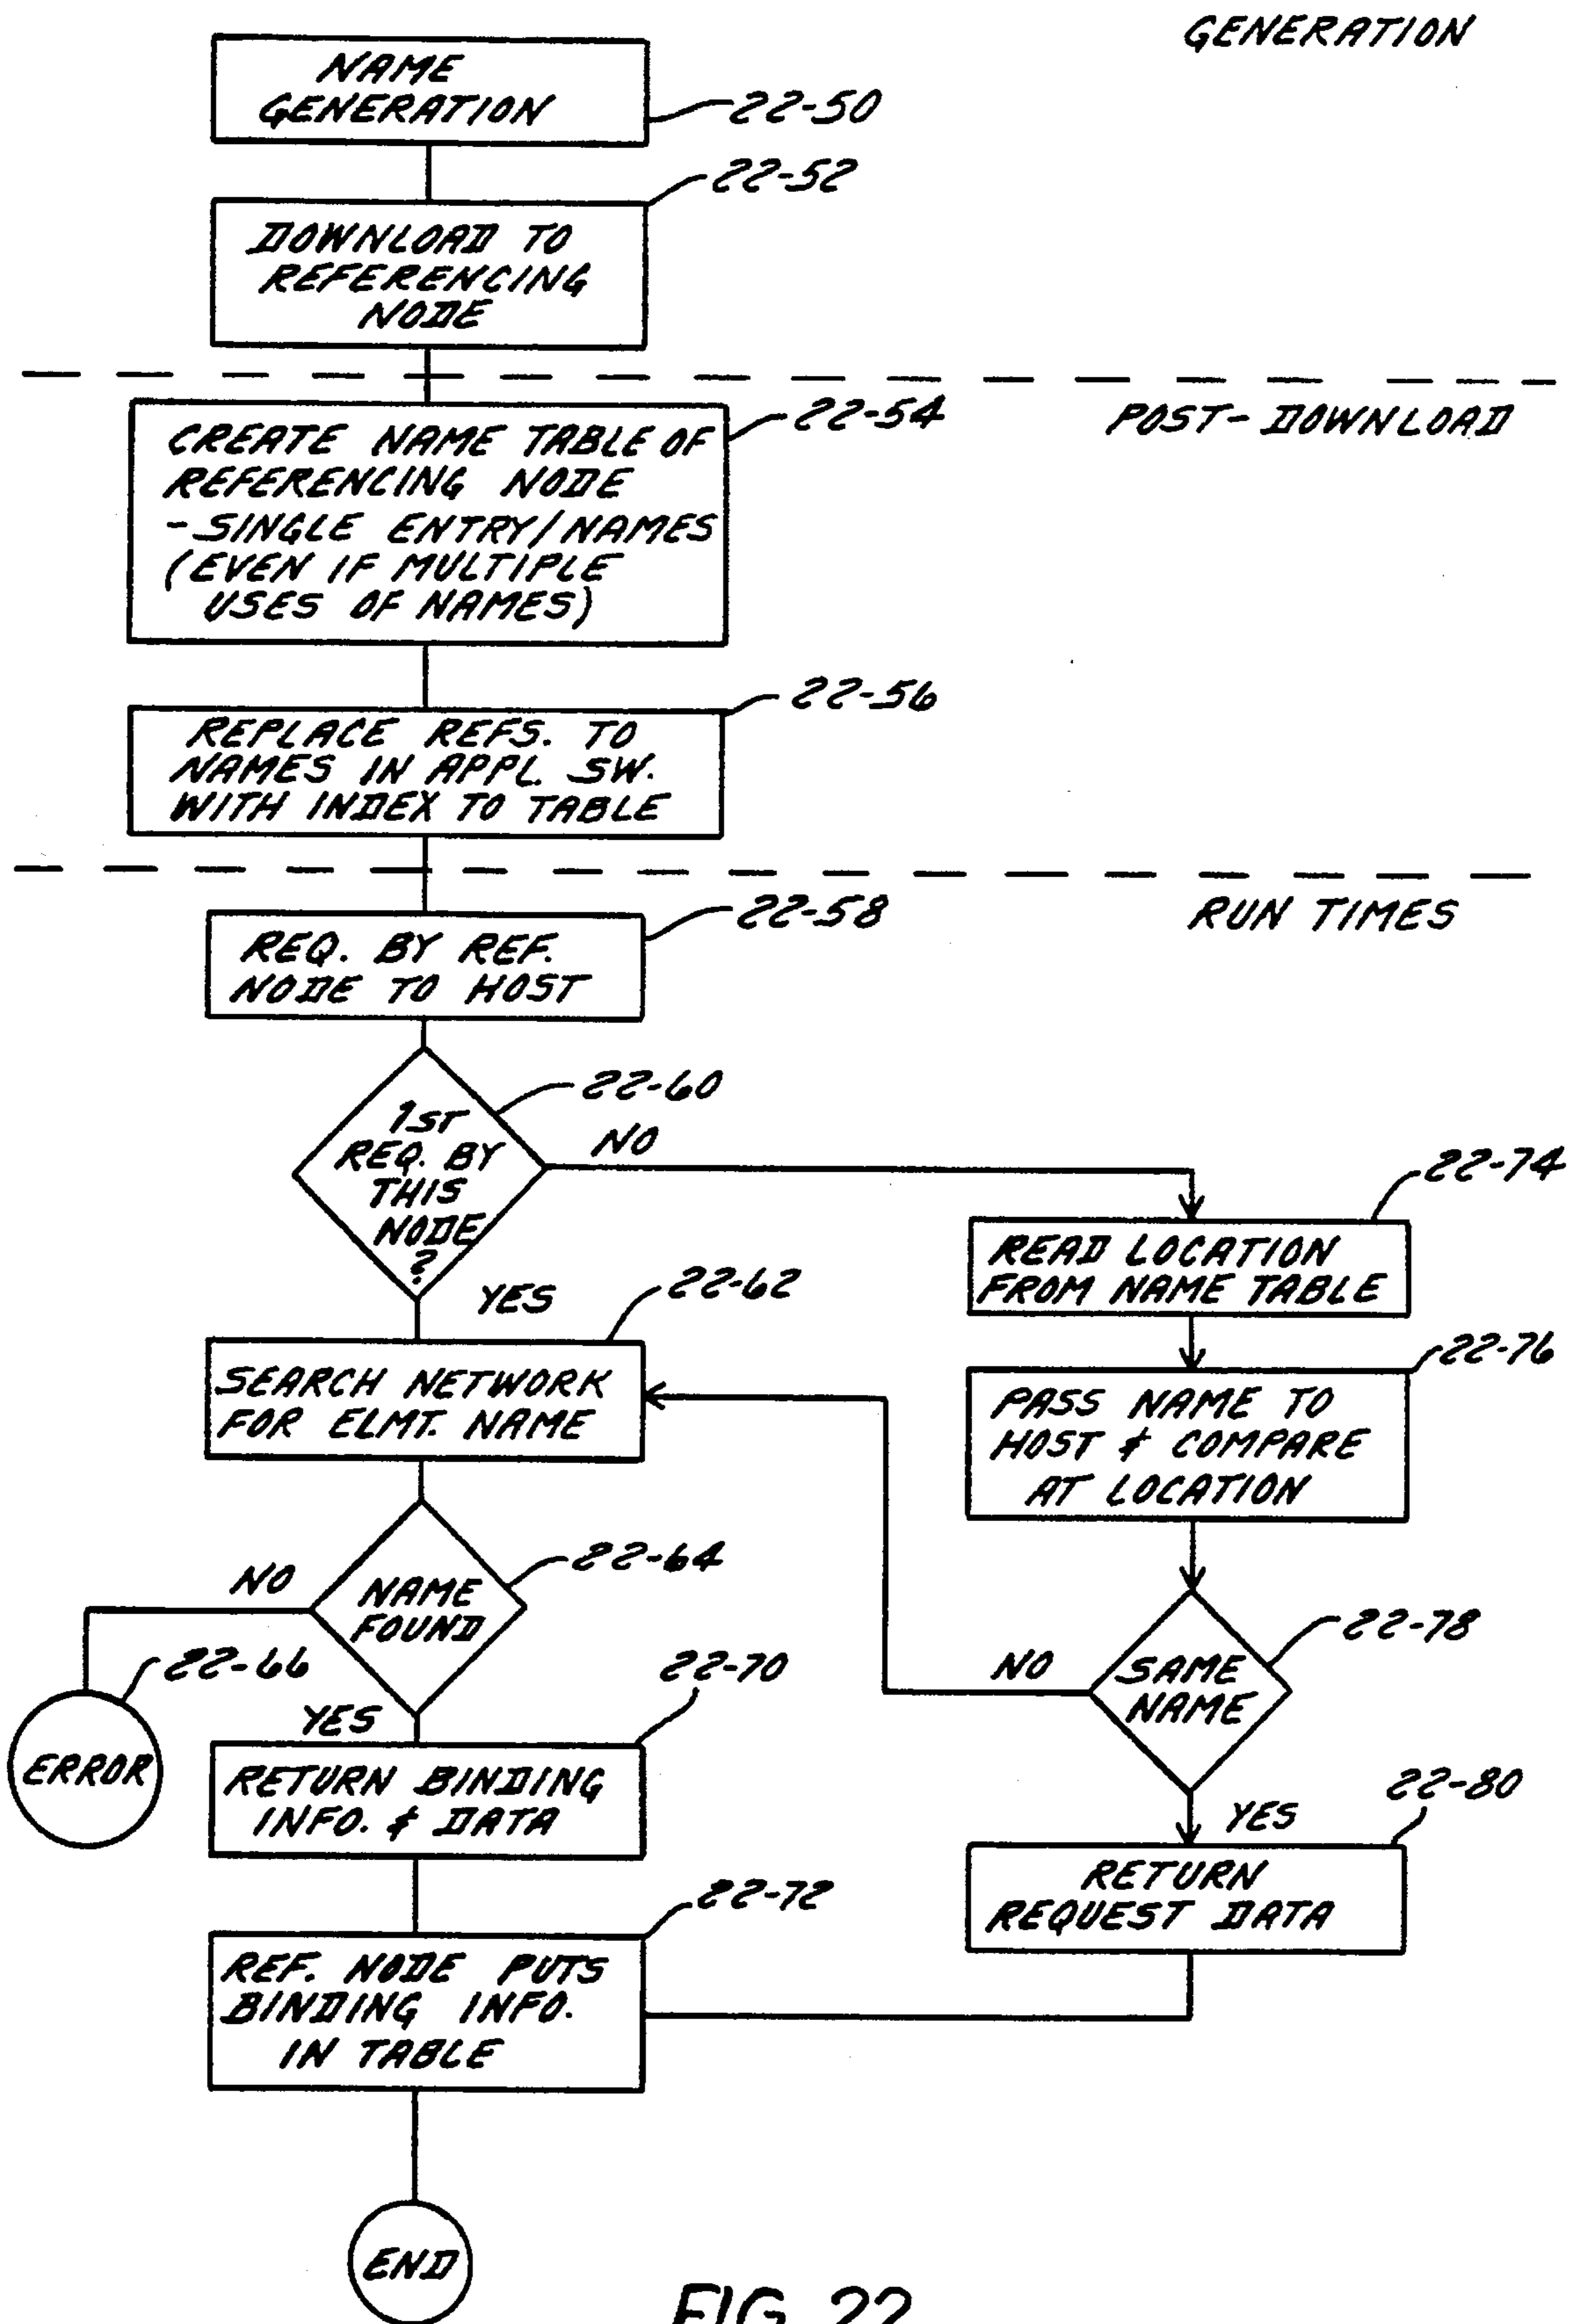 GENERATION
NAME
GENERATION
22-50
22-52
DOWNLOAD TO
REFERENCING
NODE
POST-DOWNLOAD
22-54
CREATE NAME TABLE OF
REFERENCING NODE
-SINGLE ENTRY/NAMES
(EVEN IF MULTIPLE
USES OF NAMES)
22-56
REPLACE REFS. TO
NAMES IN APPL. SW.
WITH INDEX TO TABLE
RUN TIMES
22-58
REQ. BY REF.
NODE TO HOST
22-60
1ST
REQ. BY
THIS
NODE
?
NO
YES
22-74
READ LOCATION
FROM NAME TABLE
22-62
SEARCH NETWORK
FOR ELMT. NAME
22-76
PASS NAME TO
HOST & COMPARE
AT LOCATION
22-64
NAME
FOUND
NO
22-66
ERROR
YES
22-78
SAME
NAME
NO
YES
22-70
RETURN BINDING
INFO. & DATA
22-80
RETURN
REQUEST DATA
22-72
REF. NODE PUTS
BINDING INFO.
IN TABLE
END
FIG. 22